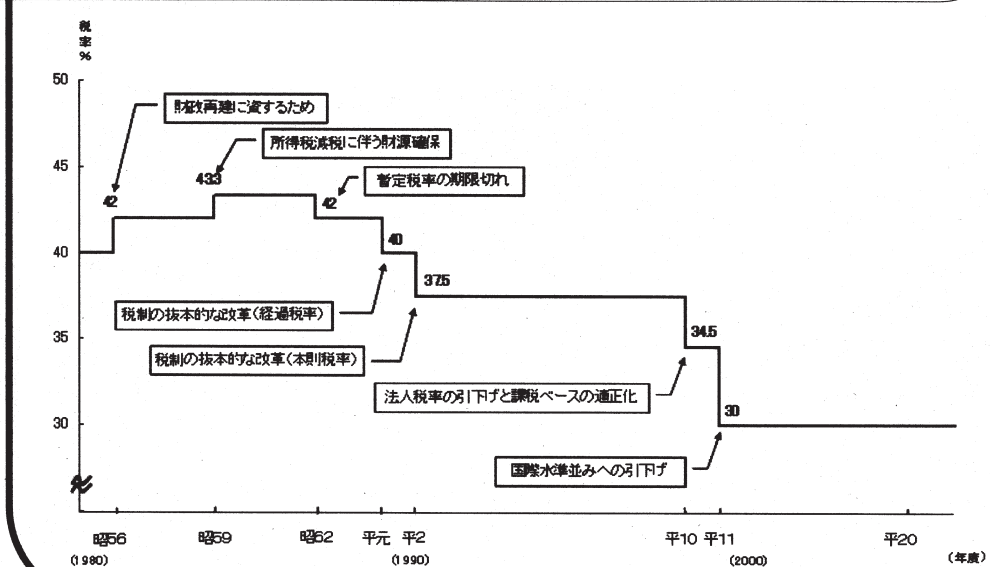 税率%
50
財政再建に資するため
所得税減税に伴う財源確保
45
43.3
暫定税率の期限切れ
42
42
40
40
37.5
税制の抜本的な改革(経過税率)
35
34.5
税制の抜本的な改革(本則税率)
法人税率の引下げと課税ベースの適正化
30
30
国際水準並みへの引下げ
昭56 昭59 昭62 平元 平2 平10 平11 平20
(1980) (1990) (2000) (年度)